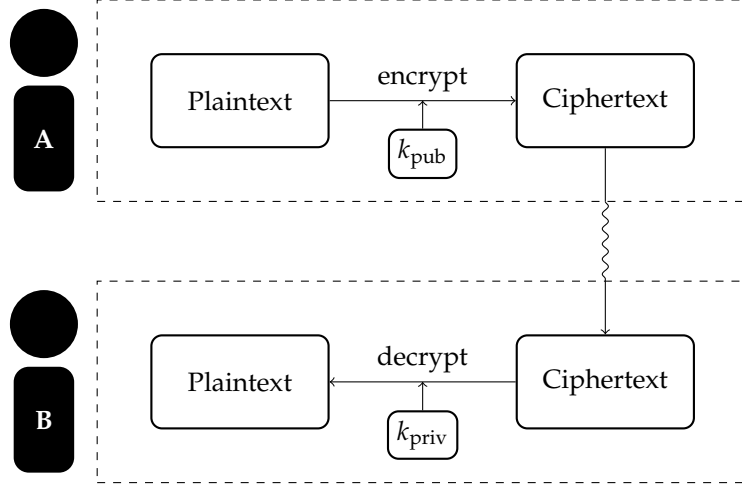 encrypt
Plaintext
Ciphertext
A
k_pub
decrypt
Plaintext
Ciphertext
B
k_priv